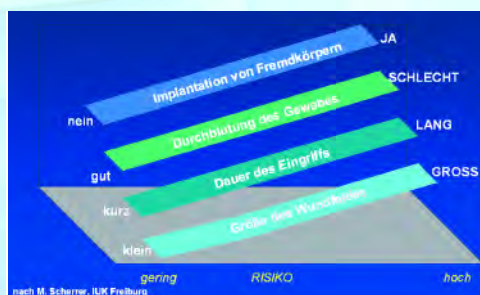 JA
Implantation von Fremdkörpern
nein
SCHLECHT
Durchblutung des Gewebes
gut
LANG
Dauer des Eingriffs
kurz
GROSS
Größe des Wundfeldes
klein
gering RISIKO hoch
nach M. Scherrer, IUK Freiburg